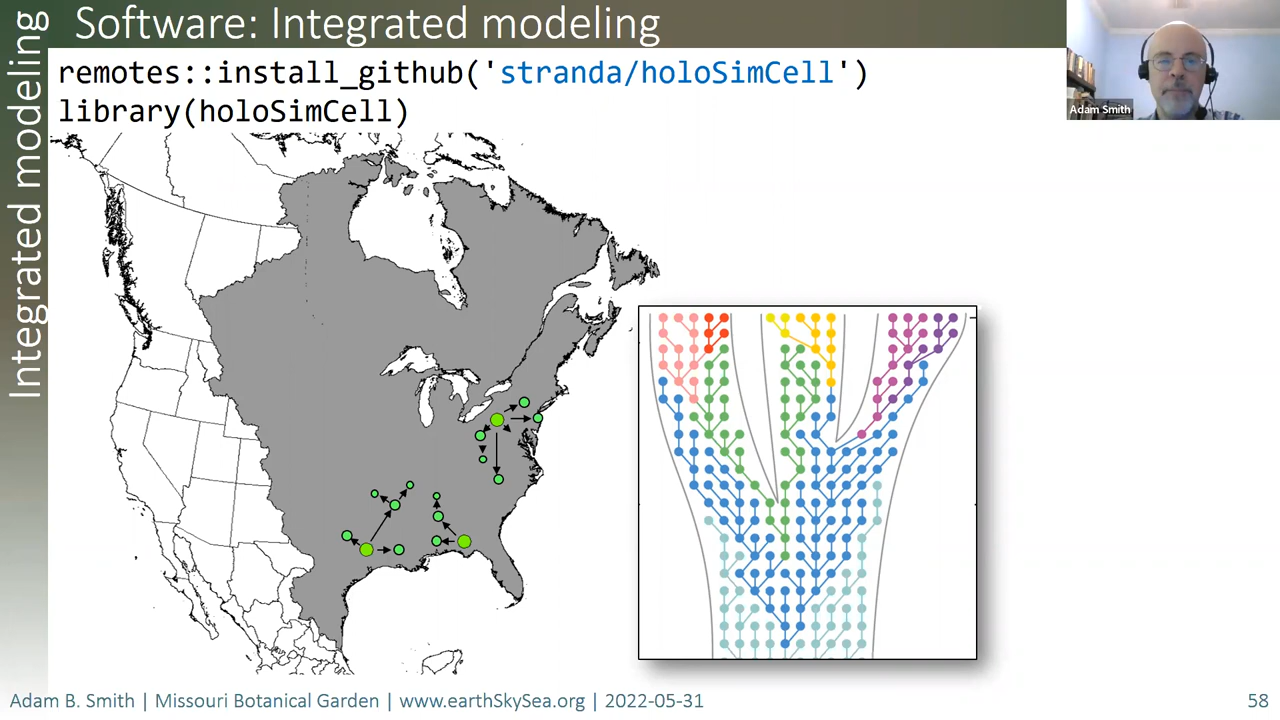 Software: Integrated modeling
Integrated modeling
remotes::install_github('stranda/holoSimCell')
library(holoSimCell)
Adam Smith
Adam B. Smith | Missouri Botanical Garden | www.earthSkySea.org | 2022-05-31
58